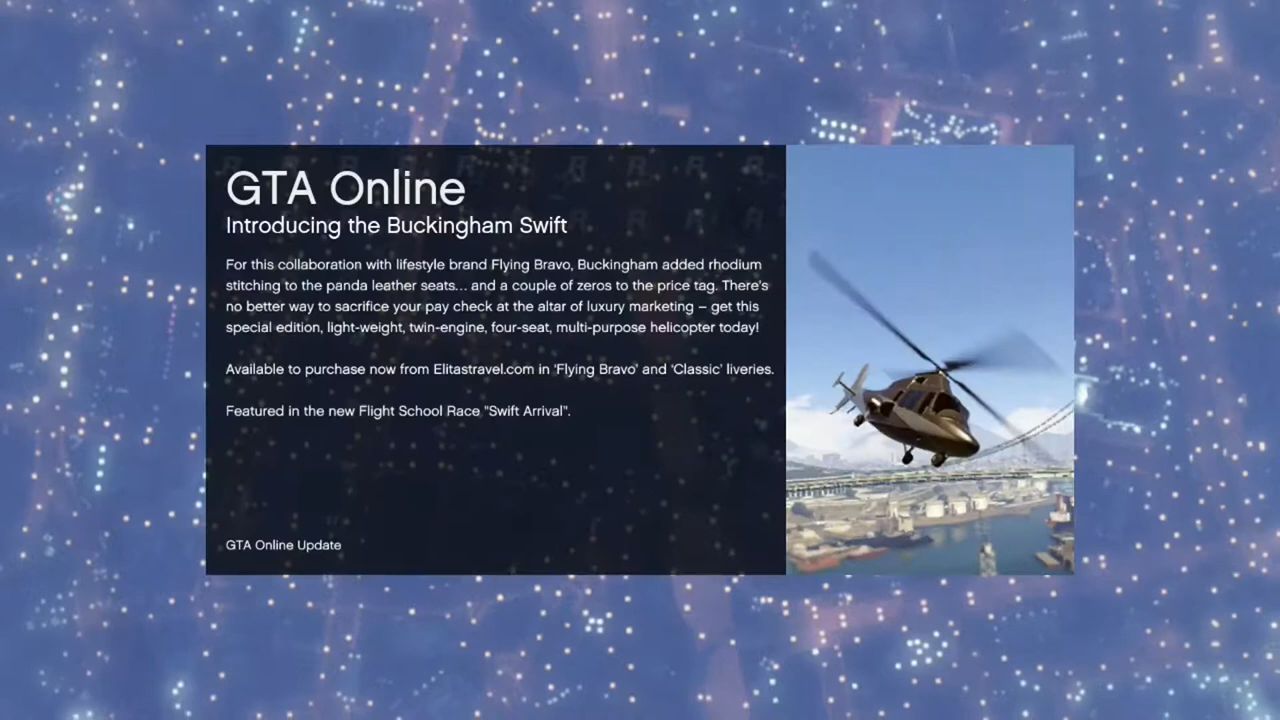 GTA Online
Introducing the Buckingham Swift
For this collaboration with lifestyle brand Flying Bravo, Buckingham added rhodium
stitching to the panda leather seats... and a couple of zeros to the price tag. There's
no better way to sacrifice your pay check at the altar of luxury marketing – get this
special edition, light-weight, twin-engine, four-seat, multi-purpose helicopter today!
Available to purchase now from Elitastravel.com in 'Flying Bravo' and 'Classic' liveries.
Featured in the new Flight School Race "Swift Arrival".
GTA Online Update